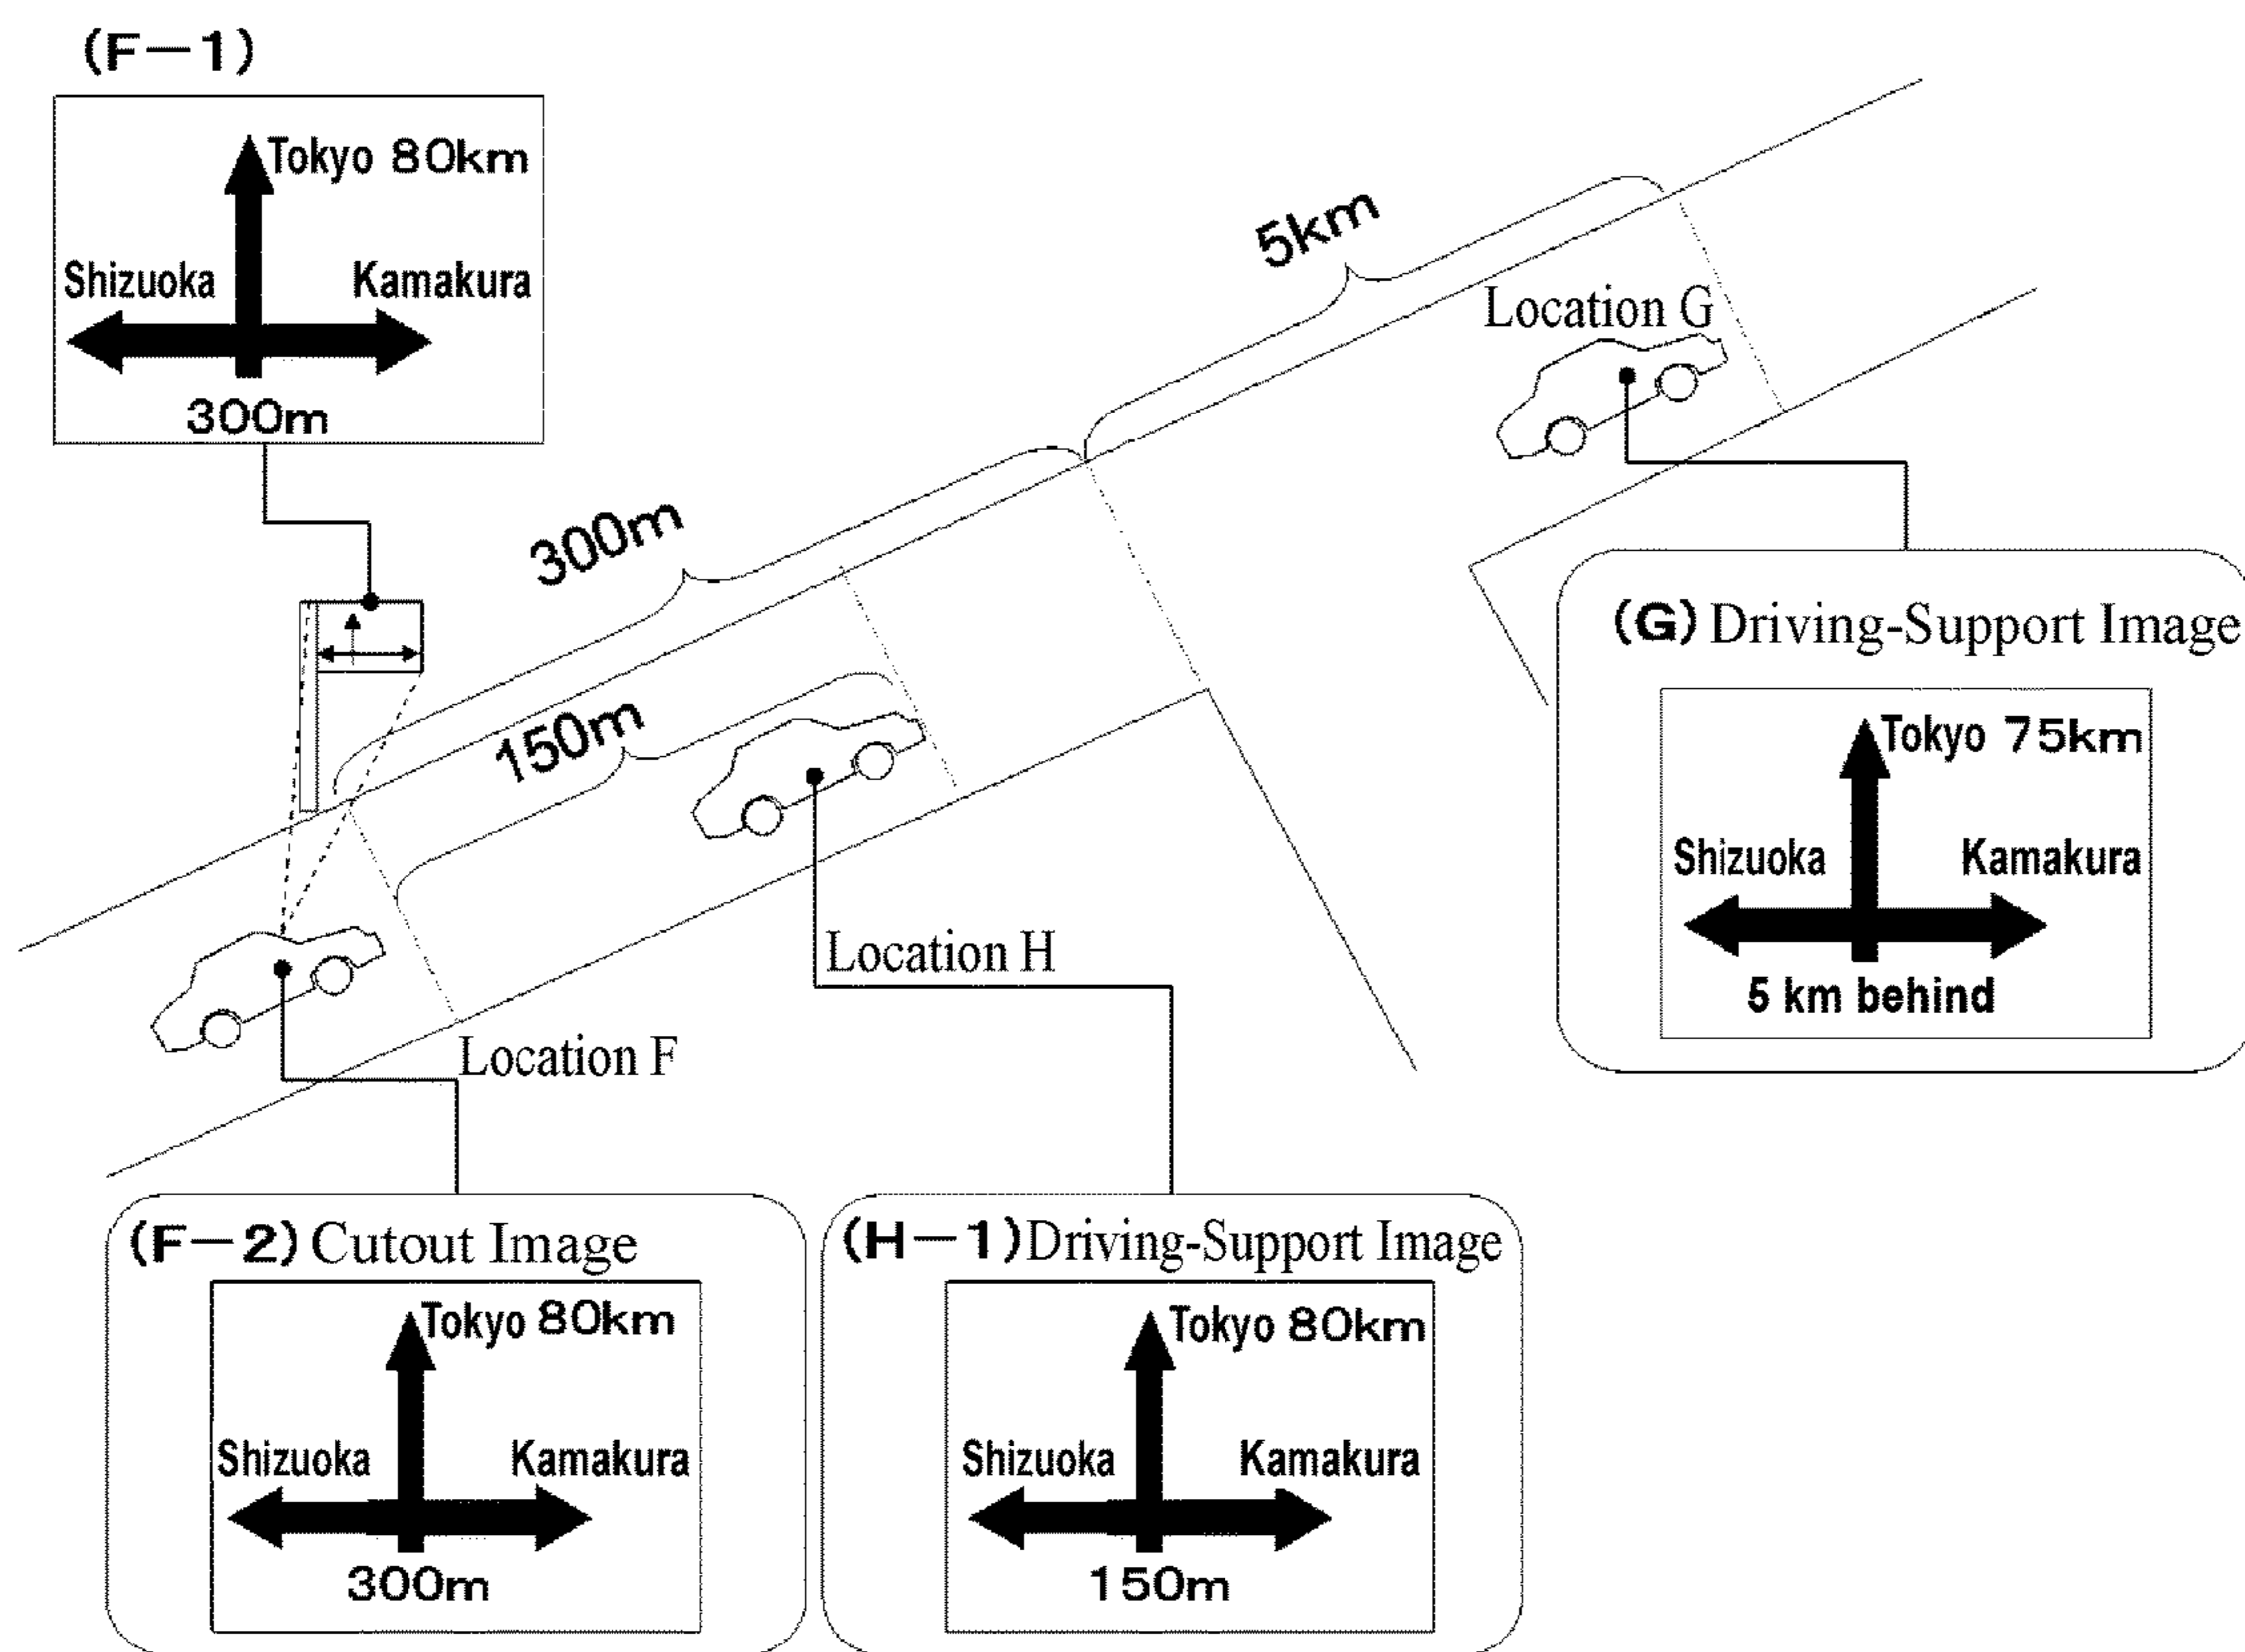 (F－1)
Tokyo 80km
Shizuoka
Kamakura
300m
5km
300m
150m
Location G
Location H
Location F
(G) Driving-Support Image
Tokyo 75km
Shizuoka
Kamakura
5 km behind
(F－2) Cutout Image
Tokyo 80km
Shizuoka
Kamakura
300m
(H－1) Driving-Support Image
Tokyo 80km
Shizuoka
Kamakura
150m